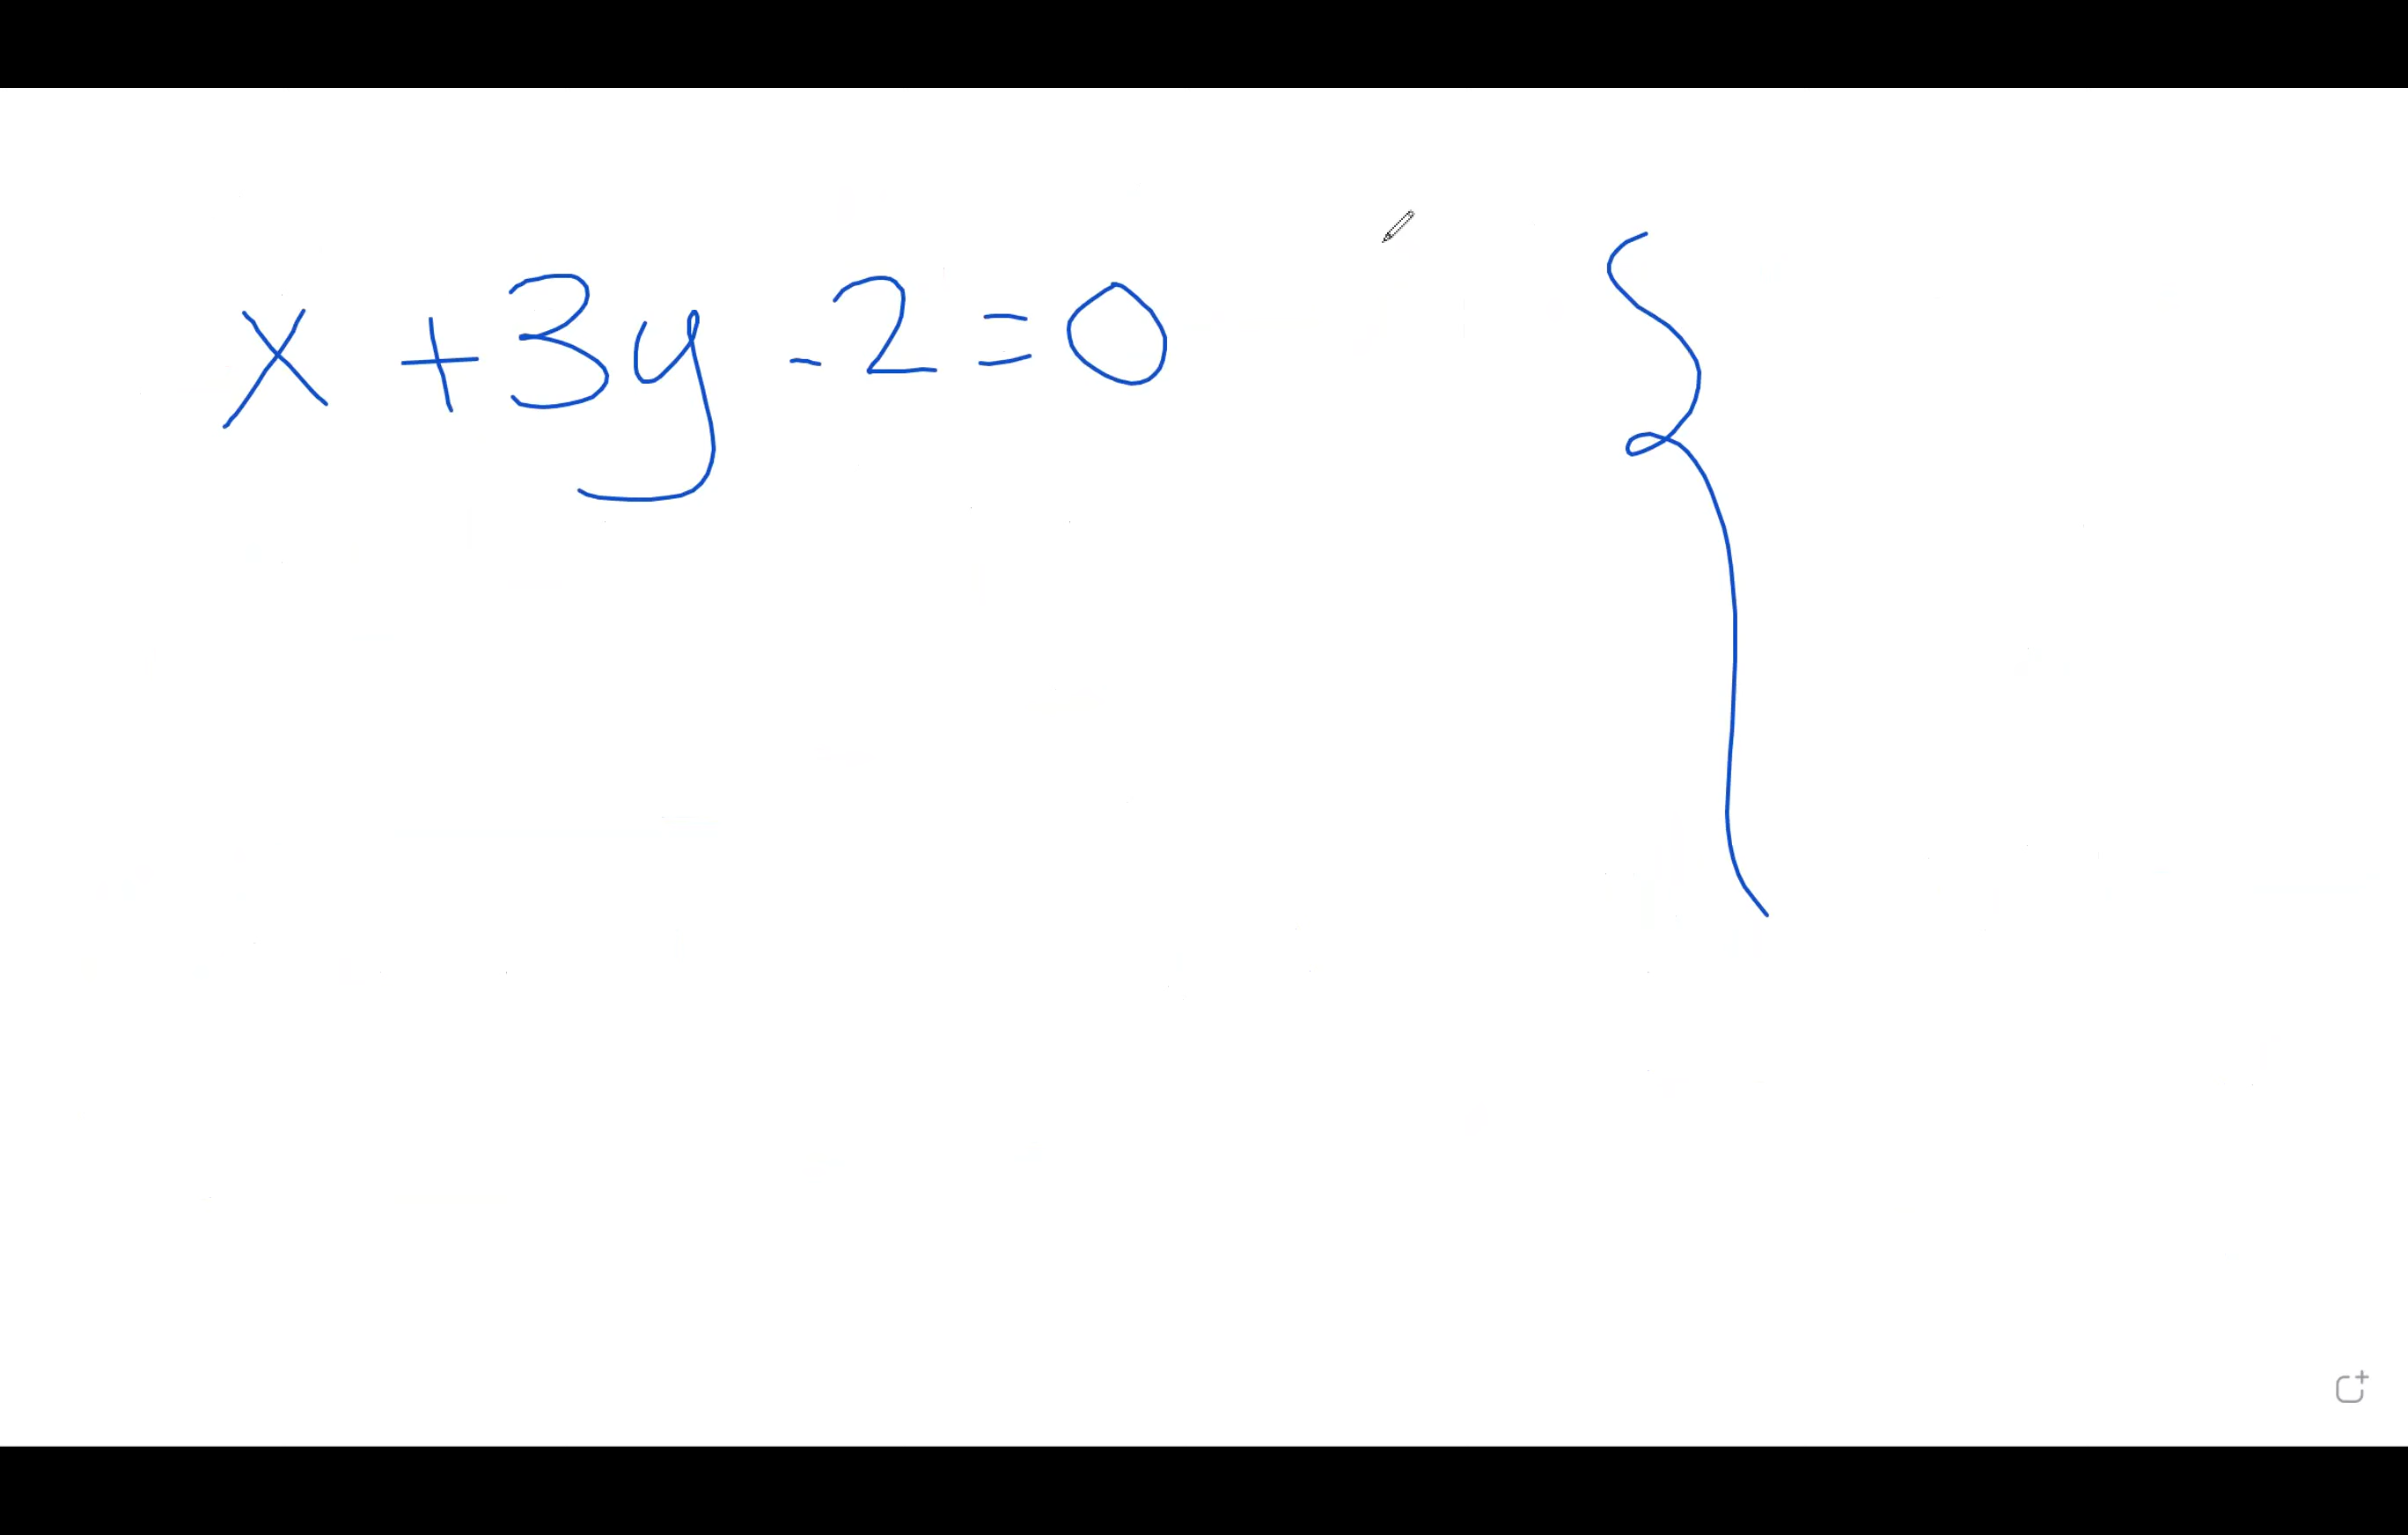 x + 3y - 2 = 0 {